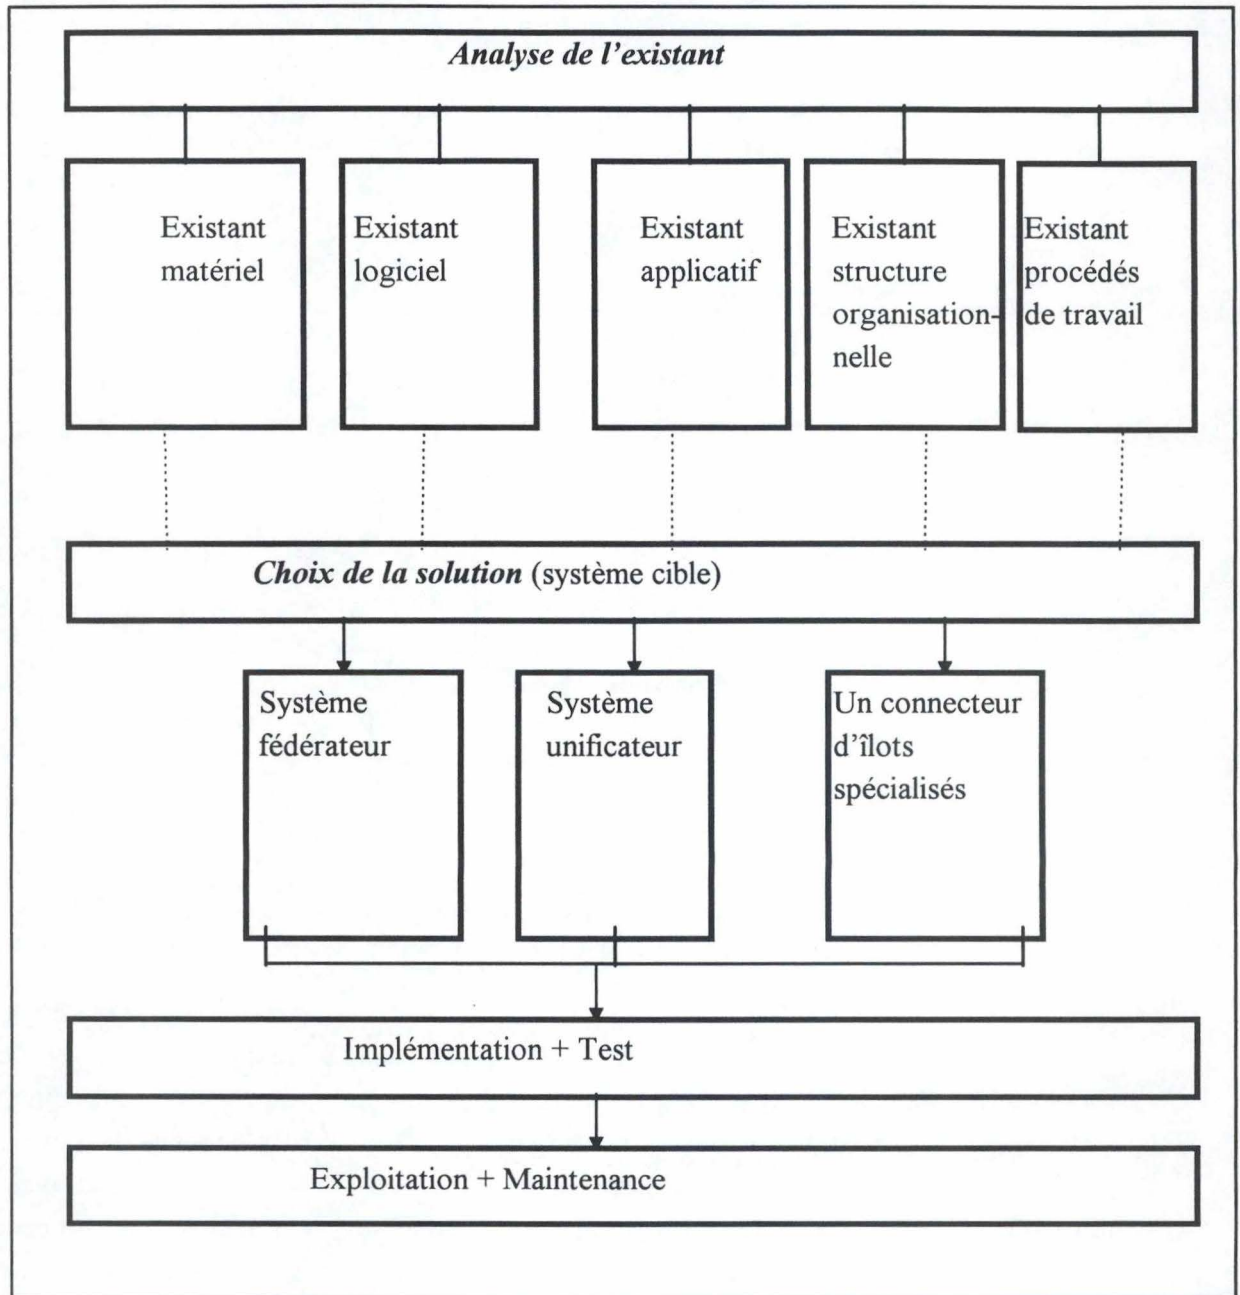 Analyse de l'existant
Existant
matériel
Existant
logiciel
Existant
applicatif
Existant
structure
organisation-
nelle
Existant
procédés
de travail
Choix de la solution (système cible)
Système
fédérateur
Système
unificateur
Un connecteur
d'îlots
spécialisés
Implémentation + Test
Exploitation + Maintenance